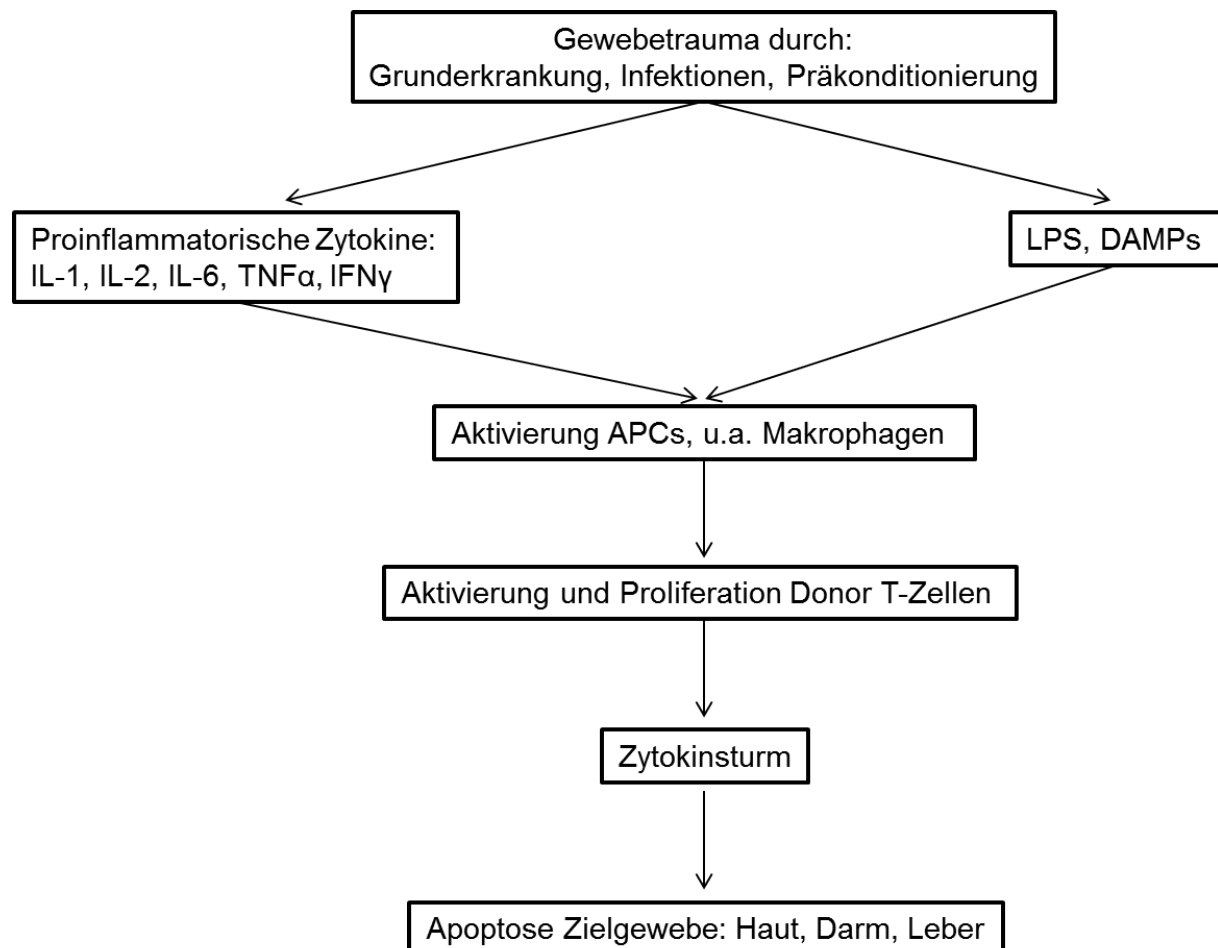 Gewebetrauma durch:
Grunderkrankung, Infektionen, Präkonditionierung
Proinflammatorische Zytokine:
IL-1, IL-2, IL-6, TNFα, IFNγ
LPS, DAMPs
Aktivierung APCs, u.a. Makrophagen
Aktivierung und Proliferation Donor T-Zellen
Zytokinsturm
Apoptose Zielgewebe: Haut, Darm, Leber